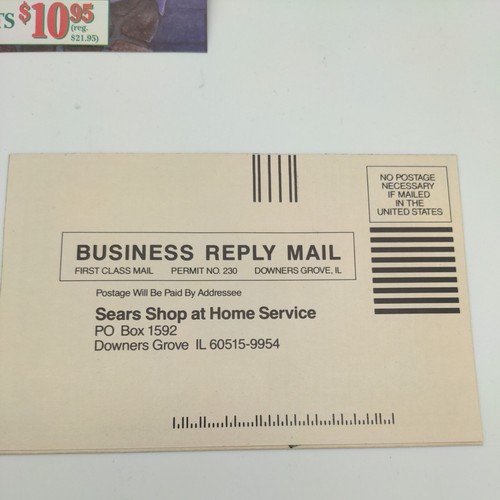 TS $10.95
(reg.
$21.95)
NO POSTAGE
NECESSARY
IF MAILED
IN THE
UNITED STATES
BUSINESS REPLY MAIL
FIRST CLASS MAIL PERMIT NO. 230 DOWNERS GROVE, IL
Postage Will Be Paid By Addressee
Sears Shop at Home Service
PO Box 1592
Downers Grove IL 60515-9954